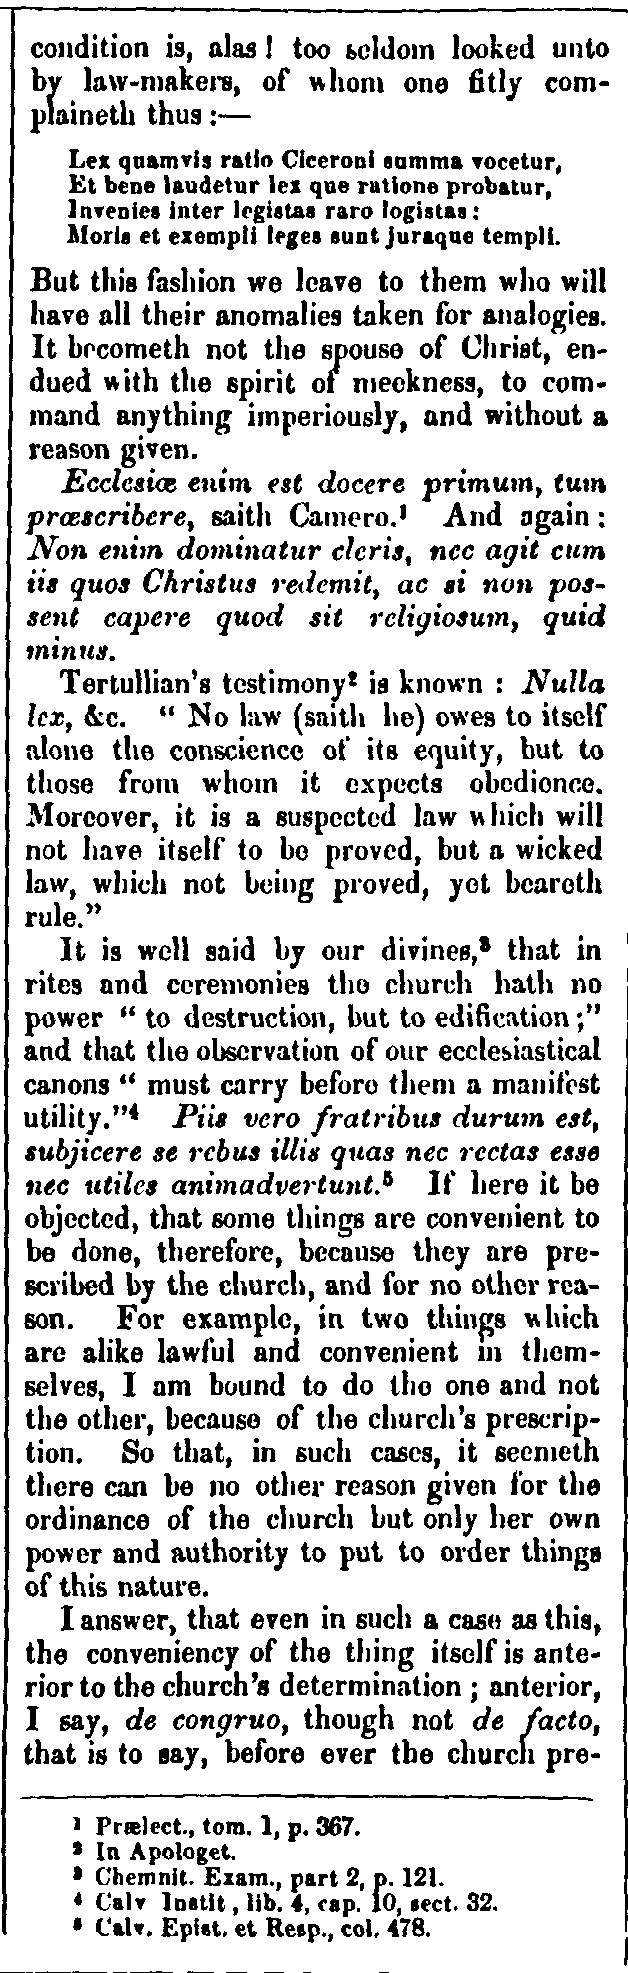 condition is, alas! too seldom looked unto
by law-makers, of whom one fitly com-
plaineth thus :—
Lex quamvis ratio Ciceroni summa vocetur,
Et bene laudetur lex que ratione probatur,
Invenies inter legistas raro logistas:
Moris et exempli leges sunt juraque templi.
But this fashion we leave to them who will
have all their anomalies taken for analogies.
It becometh not the spouse of Christ, en-
dued with the spirit of meekness, to com-
mand anything imperiously, and without a
reason given.
Ecclesiæ enim est docere primum, tum
præscribere, saith Camero.¹ And again:
Non enim dominatur cleris, nec agit cum
iis quos Christus redemit, ac si non pos-
sent capere quod sit religiosum, quid
minus.
Tertullian's testimony² is known : Nulla
lex, &c. “ No law (saith he) owes to itself
alone the conscience of its equity, but to
those from whom it expects obedience.
Moreover, it is a suspected law which will
not have itself to be proved, but a wicked
law, which not being proved, yet beareth
rule.”
It is well said by our divines,³ that in
rites and ceremonies the church hath no
power “ to destruction, but to edification ;”
and that the observation of our ecclesiastical
canons “ must carry before them a manifest
utility.”⁴ Piis vero fratribus durum est,
subjicere se rebus illis quas nec rectas esse
nec utiles animadvertunt.⁵ If here it be
objected, that some things are convenient to
be done, therefore, because they are pre-
scribed by the church, and for no other rea-
son. For example, in two things which
are alike lawful and convenient in them-
selves, I am bound to do the one and not
the other, because of the church's prescrip-
tion. So that, in such cases, it seemeth
there can be no other reason given for the
ordinance of the church but only her own
power and authority to put to order things
of this nature.
I answer, that even in such a case as this,
the conveniency of the thing itself is ante-
rior to the church's determination ; anterior,
I say, de congruo, though not de facto,
that is to say, before ever the church pre-
¹ Prælect., tom. 1, p. 367.
² In Apologet.
³ Chemnit. Exam., part 2, p. 121.
⁴ Calv Instit, lib. 4, cap. 10, sect. 32.
⁵ Calv. Epist. et Resp., col. 478.